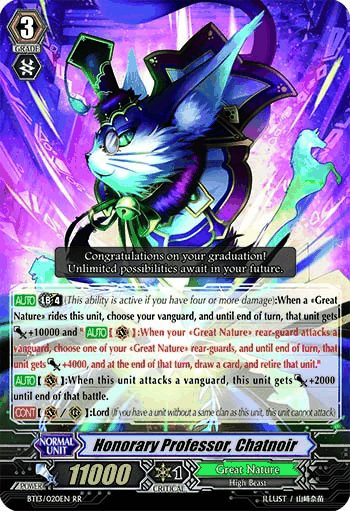 3
GRADE
Congratulations on your graduation!
Unlimited possibilities await in your future.
AUTO LB 4 (This ability is active if you have four or more damage):When a «Great
Nature» rides this unit, choose your vanguard, and until end of turn, that unit gets
+10000 and " AUTO [ ]:When your «Great Nature» rear-guard attacks a
vanguard, choose one of your «Great Nature» rear-guards, and until end of turn, that
unit gets +4000, and at the end of that turn, draw a card, and retire that unit."
AUTO [ ]:When this unit attacks a vanguard, this unit gets +2000
until end of that battle.
CONT [ / ]:Lord (If you have a unit without a same clan as this unit, this unit cannot attack)
NORMAL
UNIT
Honorary Professor, Chatnoir
POWER
11000
1
CRITICAL
Great Nature
High Beast
BT13/020EN RR
ILLUST / 山崎奈苗